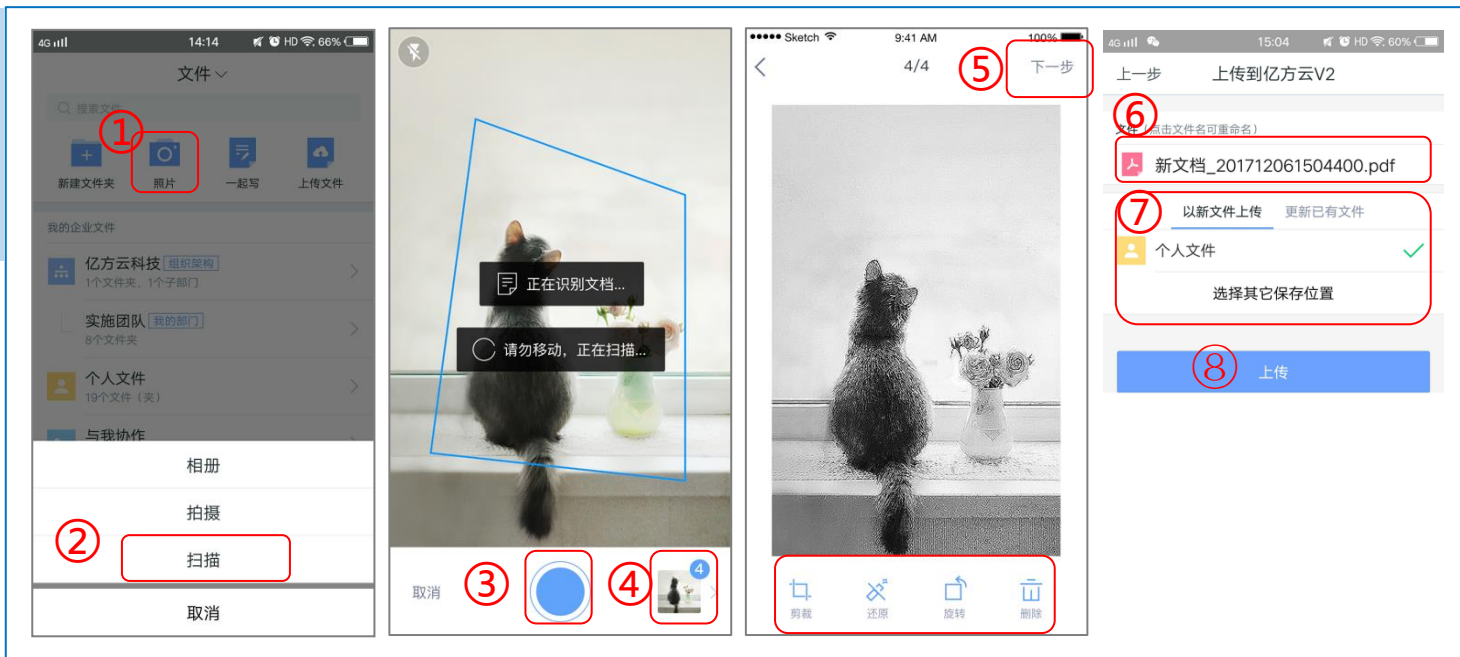 4G 14:14 HD 66%
文件
搜索文件
①
新建文件夹 照片 一起写 上传文件
我的企业文件
亿方云科技 组织架构
1个文件夹，1个子部门
实施团队 我的部门
8个文件夹
个人文件
19个文件（夹）
与我协作
相册
拍摄
②
扫描
取消
正在识别文档...
请勿移动，正在扫描...
取消
③
④
4
Sketch 9:41 AM 100%
4/4
⑤
下一步
剪裁 还原 旋转 删除
4G 15:04 HD 60%
上一步 上传到亿方云V2
⑥
文件（点击文件名可重命名）
新文档_201712061504400.pdf
⑦
以新文件上传 更新已有文件
个人文件
选择其它保存位置
⑧
上传